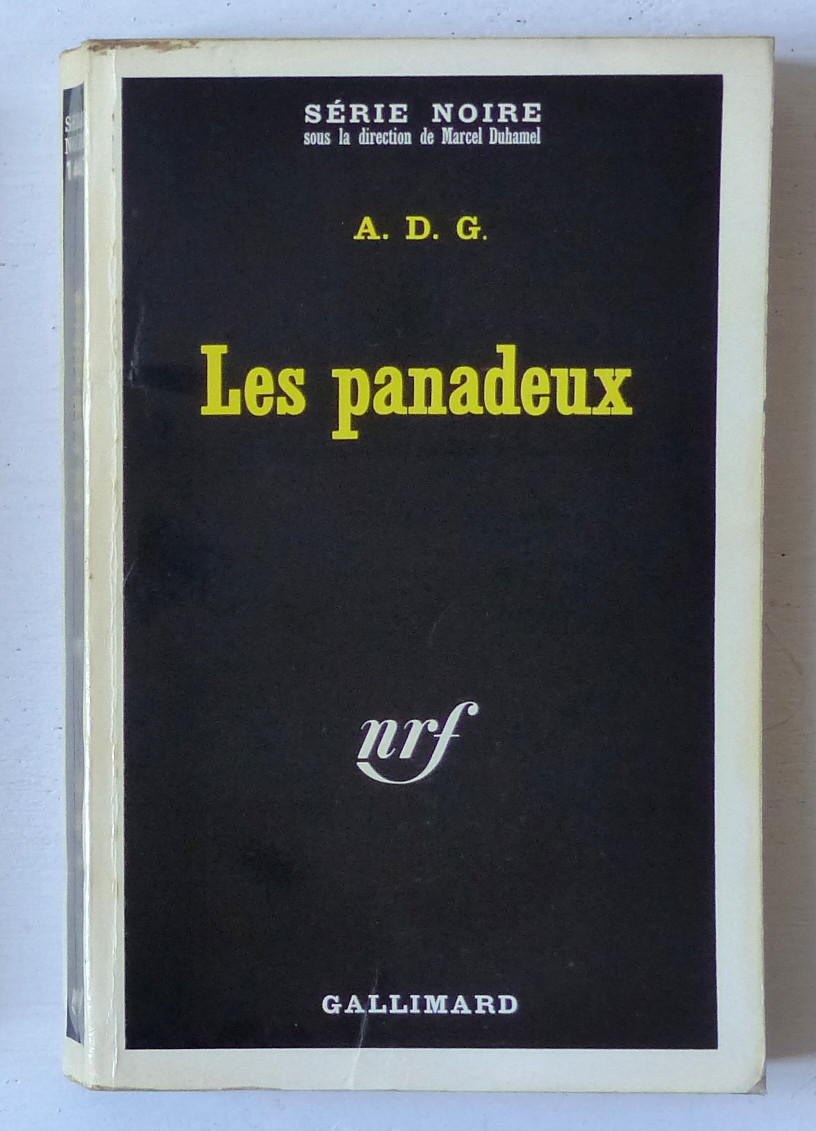 SÉRIE NOIRE
sous la direction de Marcel Duhamel
A. D. G.
Les panadeux
nrf
GALLIMARD